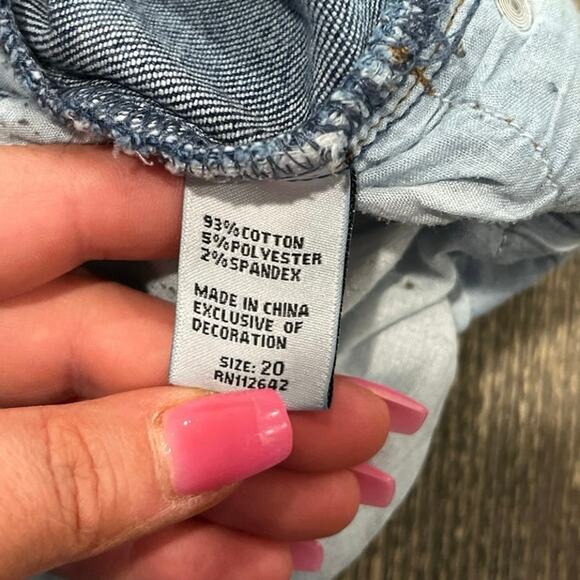 93%COTTON
5%POLYESTER
2%SPANDEX
MADE IN CHINA
EXCLUSIVE OF
DECORATION
SIZE: 20
RN112642